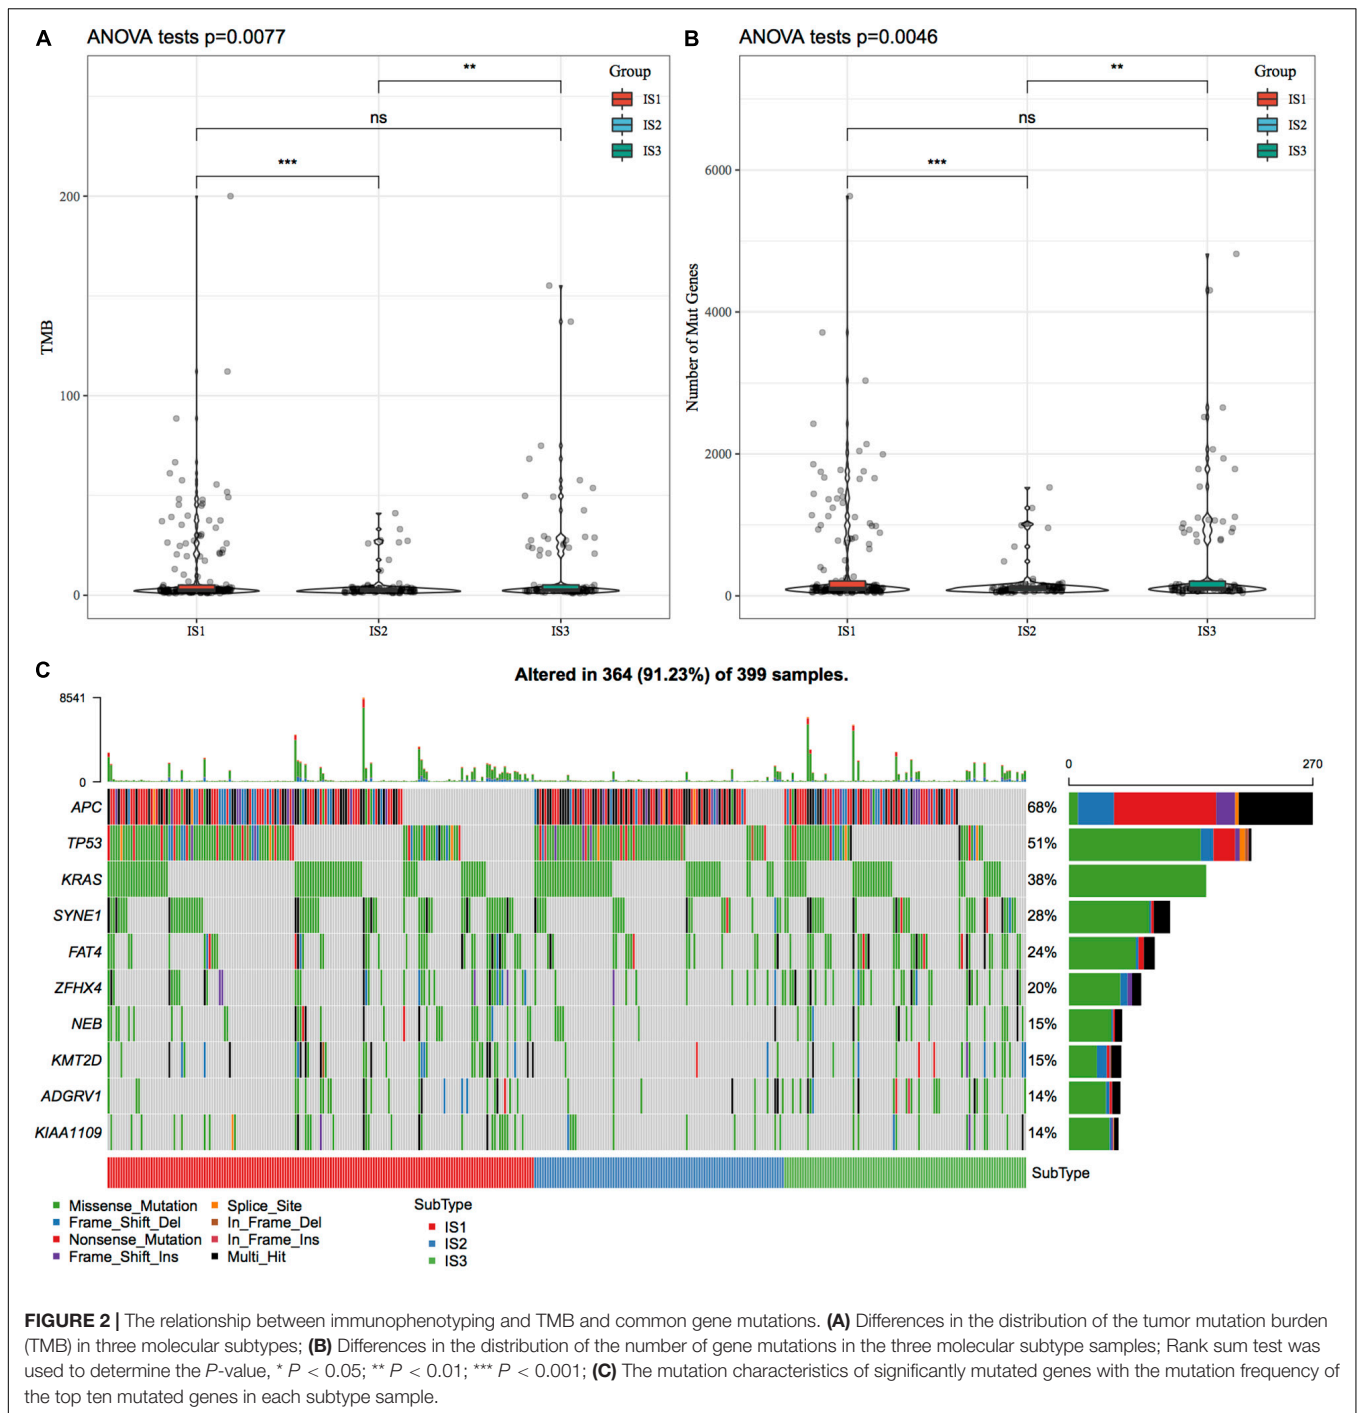 A
ANOVA tests p=0.0077
**
ns
***
Group
IS1
IS2
IS3
TMB
200
100
0
IS1
IS2
IS3
B
ANOVA tests p=0.0046
**
ns
***
Group
IS1
IS2
IS3
Number of Mut Genes
6000
4000
2000
0
IS1
IS2
IS3
C
Altered in 364 (91.23%) of 399 samples.
8541
0
0
270
APC
68%
TP53
51%
KRAS
38%
SYNE1
28%
FAT4
24%
ZFHX4
20%
NEB
15%
KMT2D
15%
ADGRV1
14%
KIAA1109
14%
SubType
Missense_Mutation
Frame_Shift_Del
Nonsense_Mutation
Frame_Shift_Ins
Splice_Site
In_Frame_Del
In_Frame_Ins
Multi_Hit
SubType
IS1
IS2
IS3
FIGURE 2 | The relationship between immunophenotyping and TMB and common gene mutations. (A) Differences in the distribution of the tumor mutation burden
(TMB) in three molecular subtypes; (B) Differences in the distribution of the number of gene mutations in the three molecular subtype samples; Rank sum test was
used to determine the P-value, * P < 0.05; ** P < 0.01; *** P < 0.001; (C) The mutation characteristics of significantly mutated genes with the mutation frequency of
the top ten mutated genes in each subtype sample.